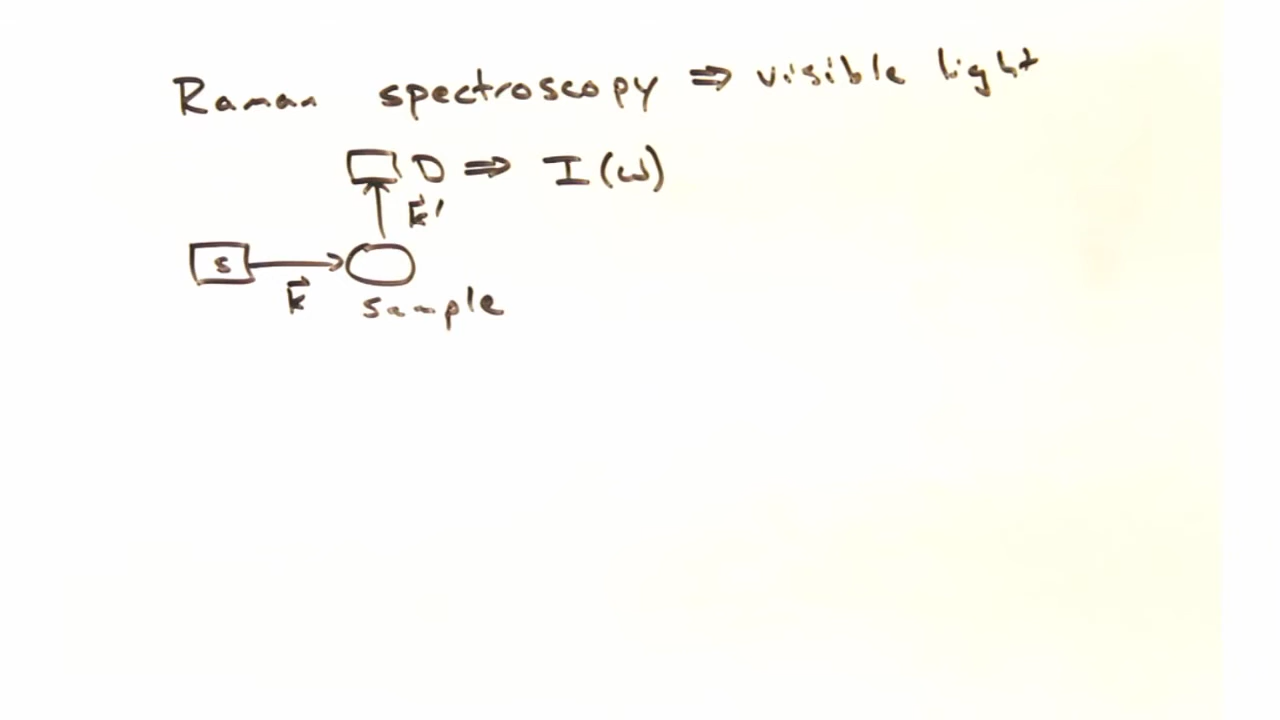 Raman spectroscopy ⇒ visible light
D ⇒ I(ω)
k⃗'
S
k⃗
sample